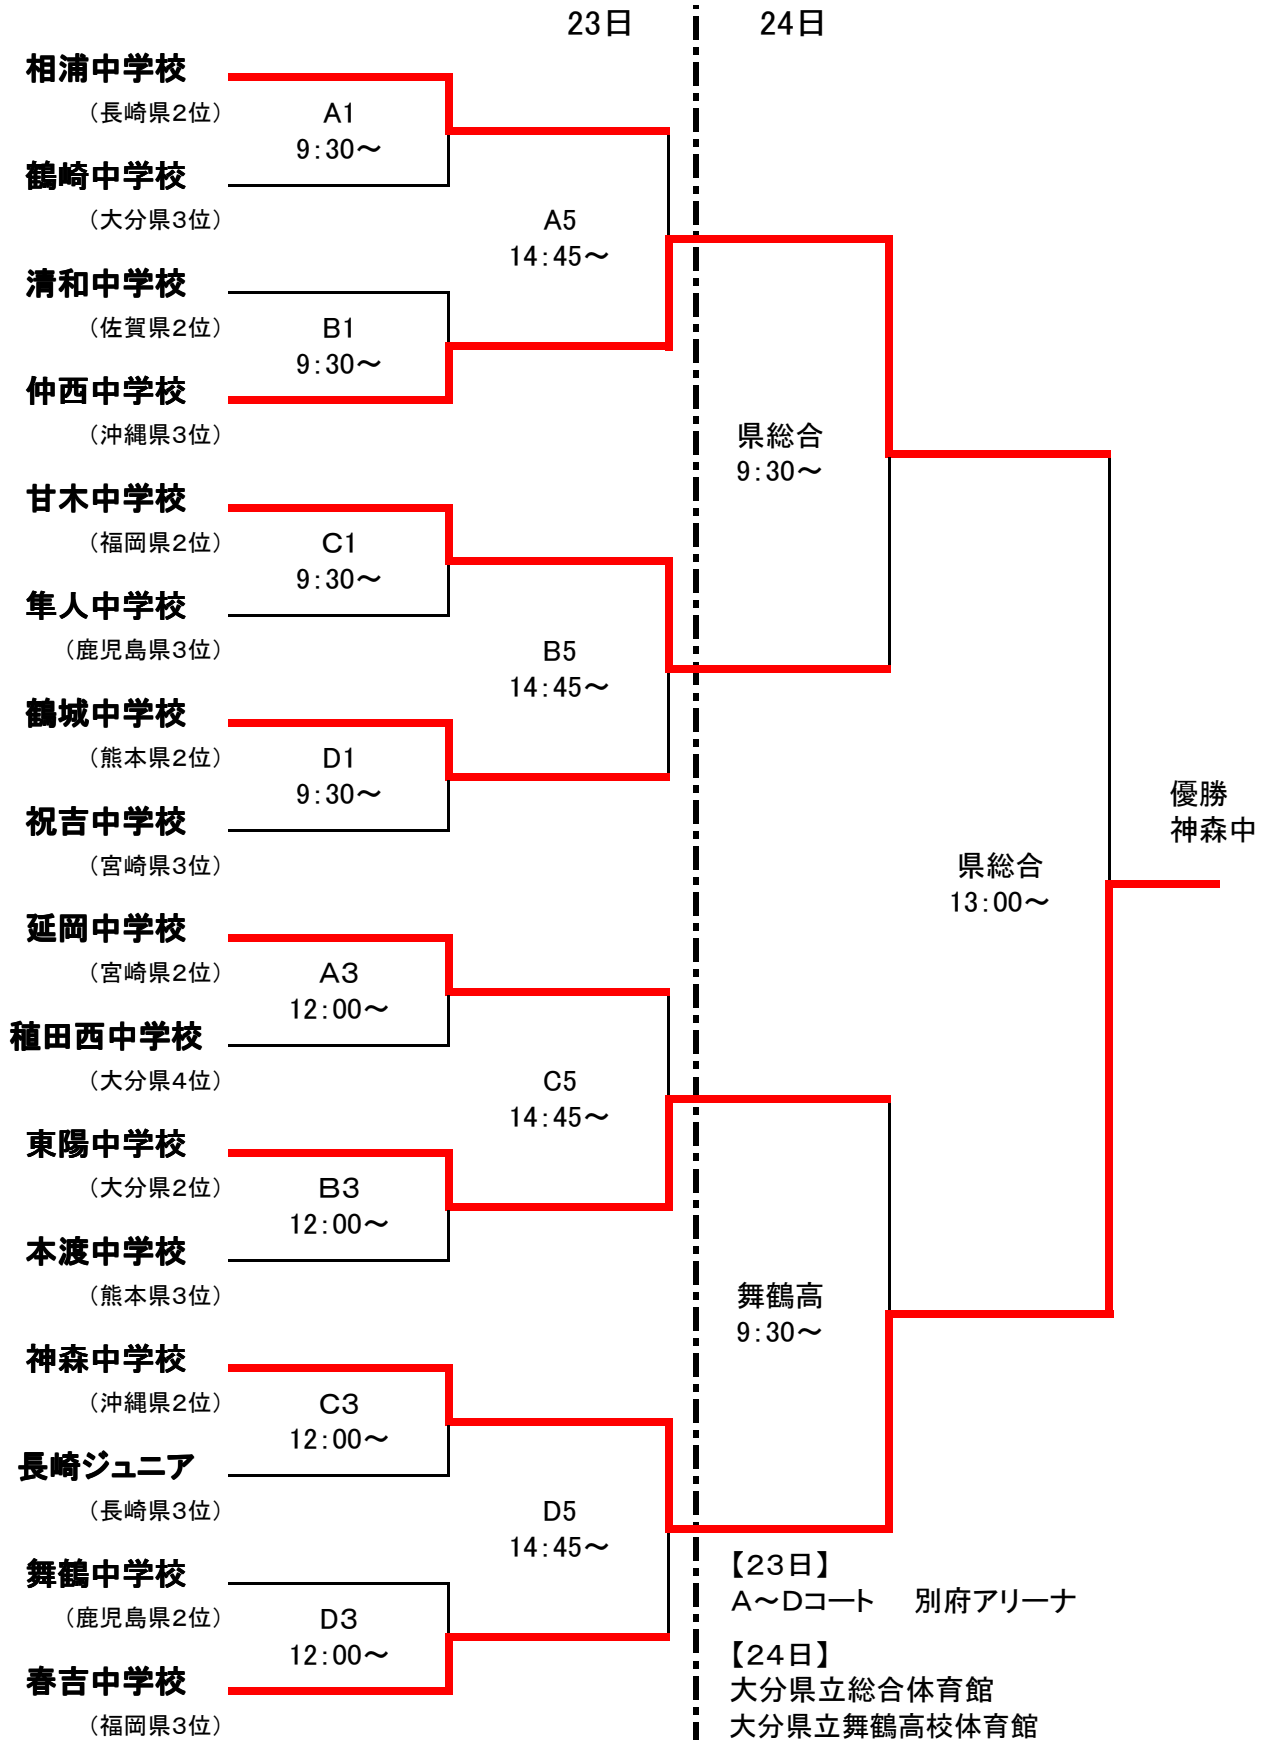 23日
24日
相浦中学校
（長崎県2位）
A1
9:30～
鶴崎中学校
（大分県3位）
A5
14:45～
清和中学校
（佐賀県2位）
B1
9:30～
仲西中学校
（沖縄県3位）
県総合
9:30～
甘木中学校
（福岡県2位）
C1
9:30～
隼人中学校
（鹿児島県3位）
B5
14:45～
鶴城中学校
（熊本県2位）
D1
9:30～
祝吉中学校
（宮崎県3位）
優勝
神森中
県総合
13:00～
延岡中学校
（宮崎県2位）
A3
12:00～
稙田西中学校
（大分県4位）
C5
14:45～
東陽中学校
（大分県2位）
B3
12:00～
本渡中学校
（熊本県3位）
舞鶴高
9:30～
神森中学校
（沖縄県2位）
C3
12:00～
長崎ジュニア
（長崎県3位）
D5
14:45～
舞鶴中学校
（鹿児島県2位）
D3
12:00～
春吉中学校
（福岡県3位）
【23日】
A～Dコート　別府アリーナ
【24日】
大分県立総合体育館
大分県立舞鶴高校体育館